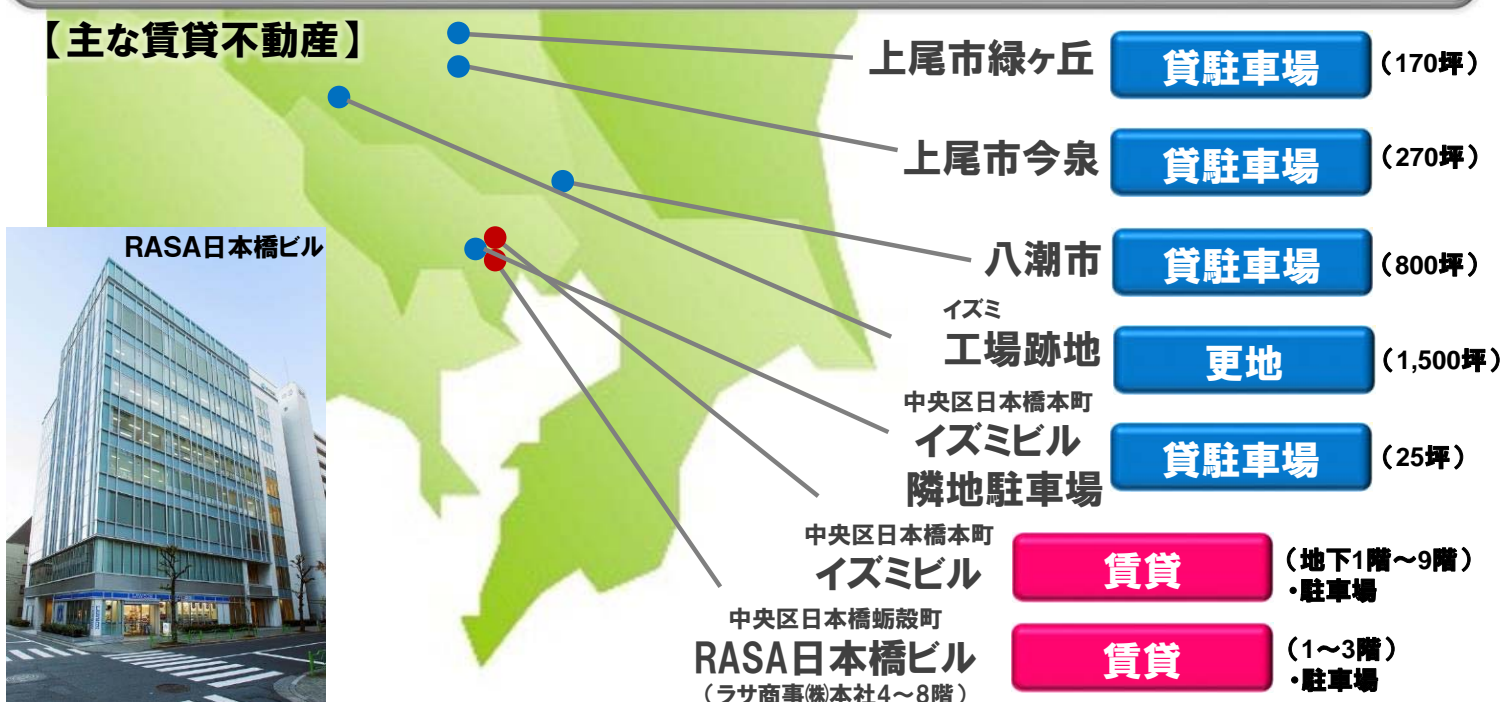 【主な賃貸不動産】
上尾市緑ヶ丘 貸駐車場 (170坪)
上尾市今泉 貸駐車場 (270坪)
八潮市 貸駐車場 (800坪)
イズミ
工場跡地 更地 (1,500坪)
中央区日本橋本町
イズミビル
隣地駐車場 貸駐車場 (25坪)
中央区日本橋本町
イズミビル 賃貸 (地下1階～9階)
・駐車場
中央区日本橋蛎殻町
RASA日本橋ビル 賃貸 (1～3階)
・駐車場
(ラサ商事㈱本社4～8階)
RASA日本橋ビル